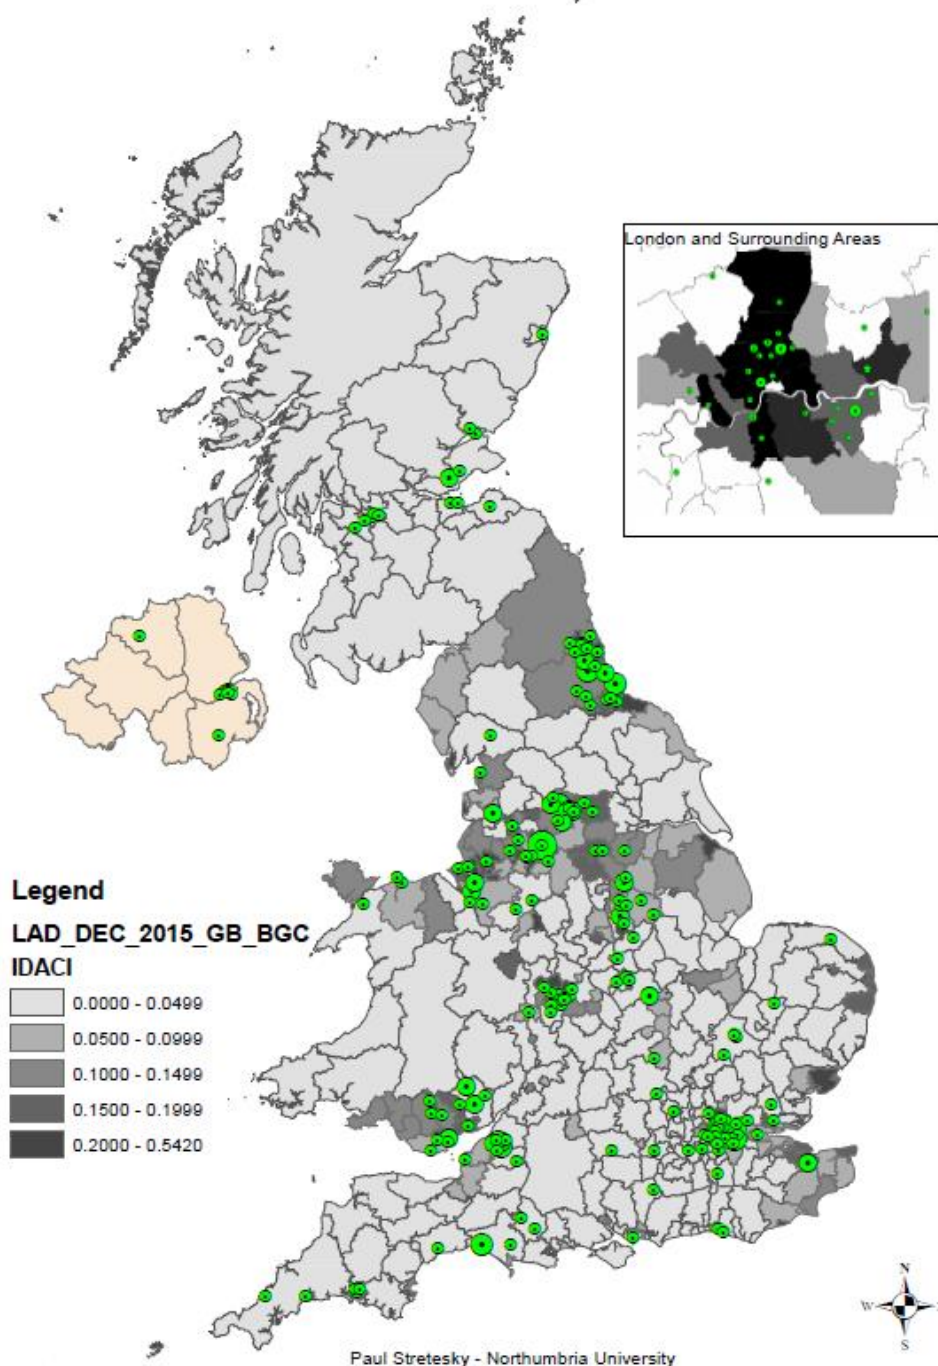 London and Surrounding Areas
Legend
LAD_DEC_2015_GB_BGC
IDACI
0.0000 - 0.0499
0.0500 - 0.0999
0.1000 - 0.1499
0.1500 - 0.1999
0.2000 - 0.5420
N
W
S
Paul Stretesky - Northumbria University